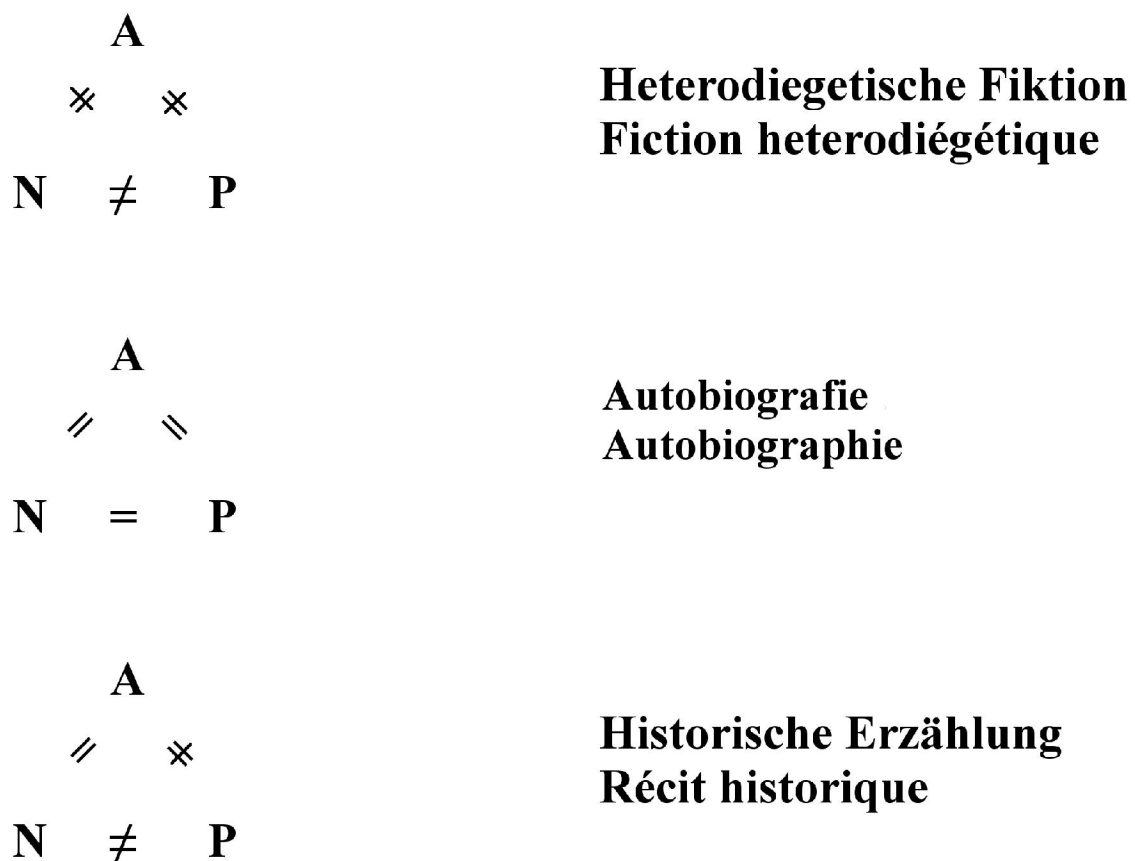 A
≠ ≠
N ≠ P
Heterodiegetische Fiktion
Fiction heterodiégétique
A
= =
N = P
Autobiografie
Autobiographie
A
= ≠
N ≠ P
Historische Erzählung
Récit historique